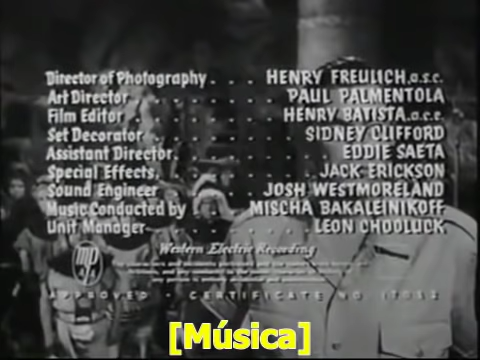 Director of Photography . . . HENRY FREULICH, a.s.c.
Art Director . . . . . . . . PAUL PALMENTOLA
Film Editor . . . . . . . . HENRY BATISTA, a.c.e.
Set Decorator . . . . . . . . SIDNEY CLIFFORD
Assistant Director . . . . . . . . EDDIE SAETA
Special Effects . . . . . . . . JACK ERICKSON
Sound Engineer . . . . . . JOSH WESTMORELAND
Music Conducted by . . . MISCHA BAKALEINIKOFF
Unit Manager . . . . . . . . LEON CHOOLUCK
Western Electric Recording
APPROVED - CERTIFICATE NO.
[Música]